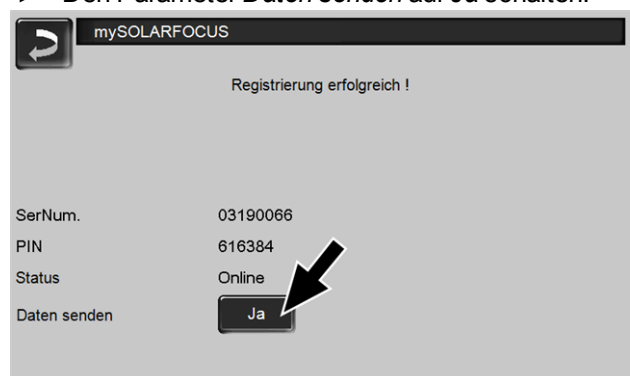 ➢ Den Parameter Daten senden auf Ja schalten.
mySOLARFOCUS
Registrierung erfolgreich !
SerNum. 03190066
PIN 616384
Status Online
Daten senden Ja